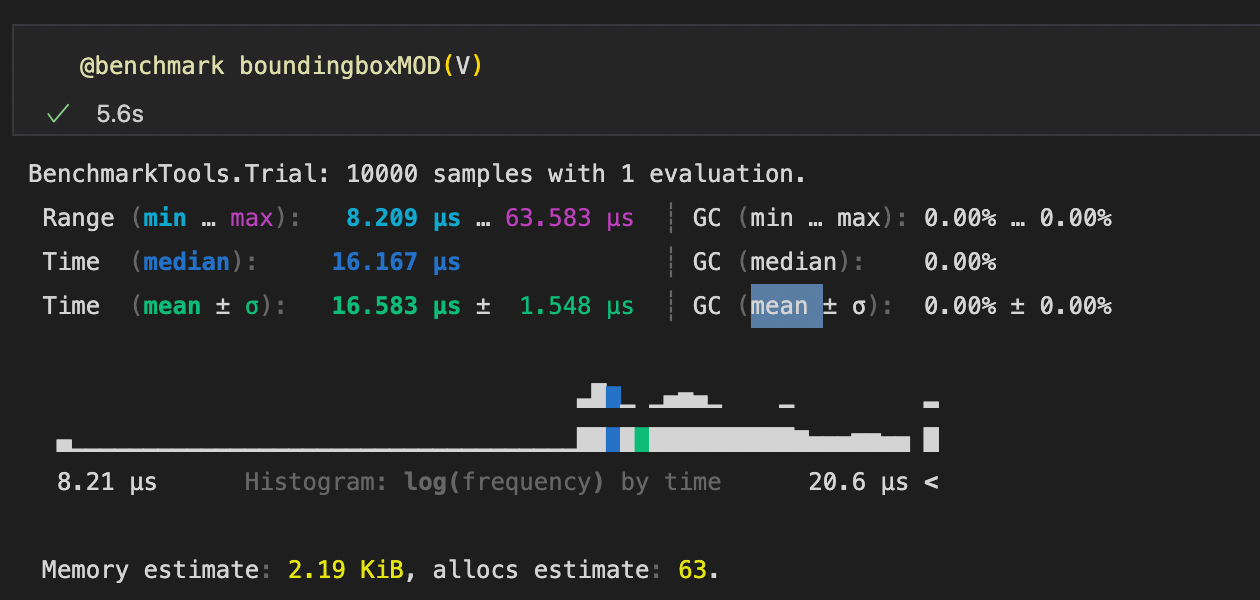 @benchmark boundingboxMOD(V)
✓ 5.6s
BenchmarkTools.Trial: 10000 samples with 1 evaluation.
Range (min … max): 8.209 μs … 63.583 μs ┊ GC (min … max): 0.00% … 0.00%
Time (median): 16.167 μs ┊ GC (median): 0.00%
Time (mean ± σ): 16.583 μs ± 1.548 μs ┊ GC (mean ± σ): 0.00% ± 0.00%
8.21 μs Histogram: log(frequency) by time 20.6 μs <
Memory estimate: 2.19 KiB, allocs estimate: 63.